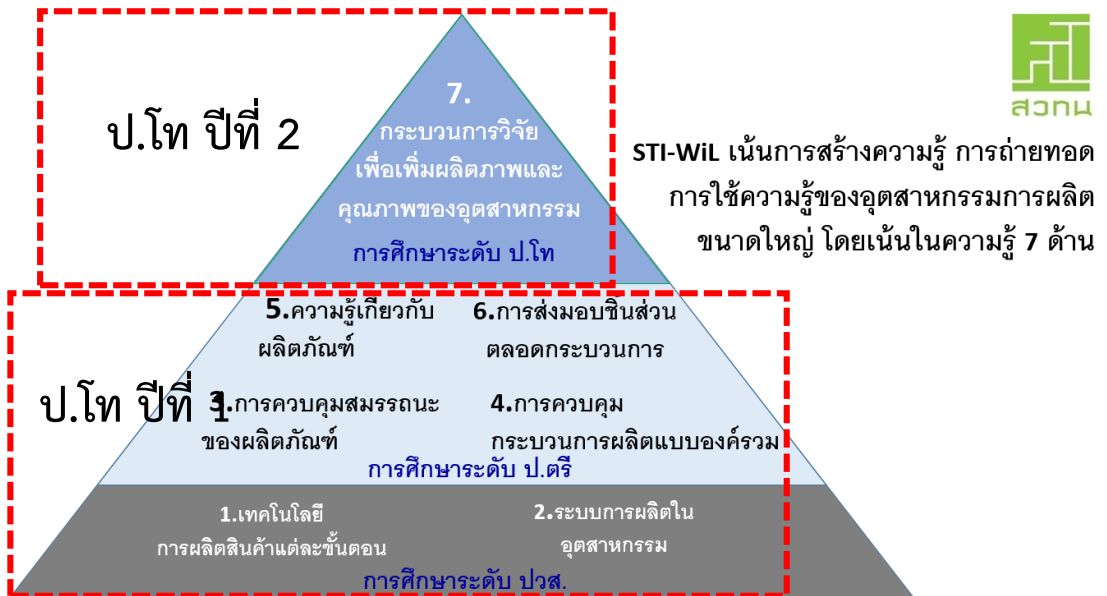 ป.โท ปีที่ 2
7.
กระบวนการวิจัย
เพื่อเพิ่มผลิตภาพและ
คุณภาพของอุตสาหกรรม
การศึกษาระดับ ป.โท
สวทน
STI-WiL เน้นการสร้างความรู้ การถ่ายทอด
การใช้ความรู้ของอุตสาหกรรมการผลิต
ขนาดใหญ่ โดยเน้นในความรู้ 7 ด้าน
ป.โท ปีที่ 1
5.ความรู้เกี่ยวกับ
ผลิตภัณฑ์
6.การส่งมอบชิ้นส่วน
ตลอดกระบวนการ
3.การควบคุมสมรรถนะ
ของผลิตภัณฑ์
4.การควบคุม
กระบวนการผลิตแบบองค์รวม
การศึกษาระดับ ป.ตรี
1.เทคโนโลยี
การผลิตสินค้าแต่ละขั้นตอน
2.ระบบการผลิตใน
อุตสาหกรรม
การศึกษาระดับ ปวส.